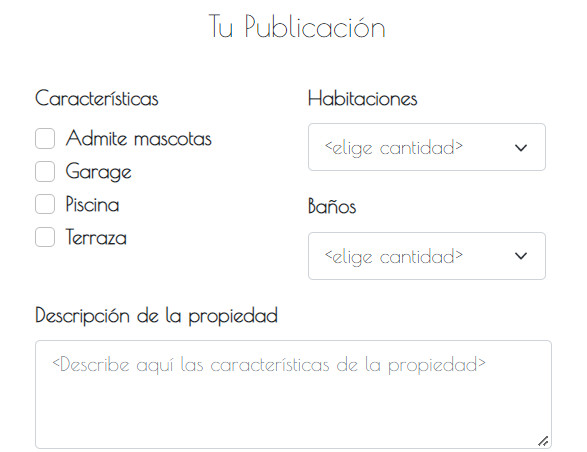 Tu Publicación
Características
Admite mascotas
Garage
Piscina
Terraza
Habitaciones
<elige cantidad>
Baños
<elige cantidad>
Descripción de la propiedad
<Describe aquí las características de la propiedad>